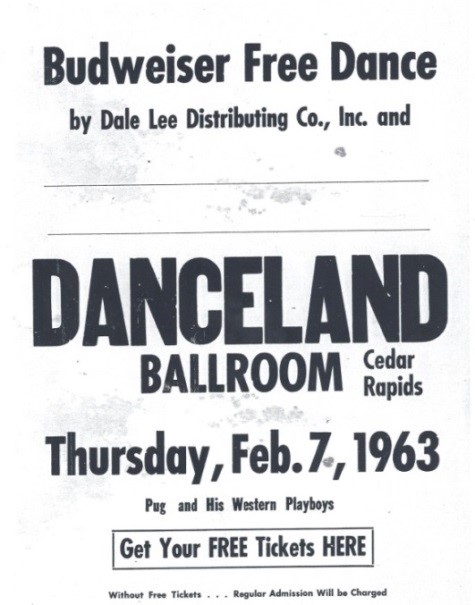 Budweiser Free Dance
by Dale Lee Distributing Co., Inc. and
DANCELAND
BALLROOM Cedar
Rapids
Thursday, Feb. 7, 1963
Pug and His Western Playboys
Get Your FREE Tickets HERE
Without Free Tickets . . . Regular Admission Will be Charged